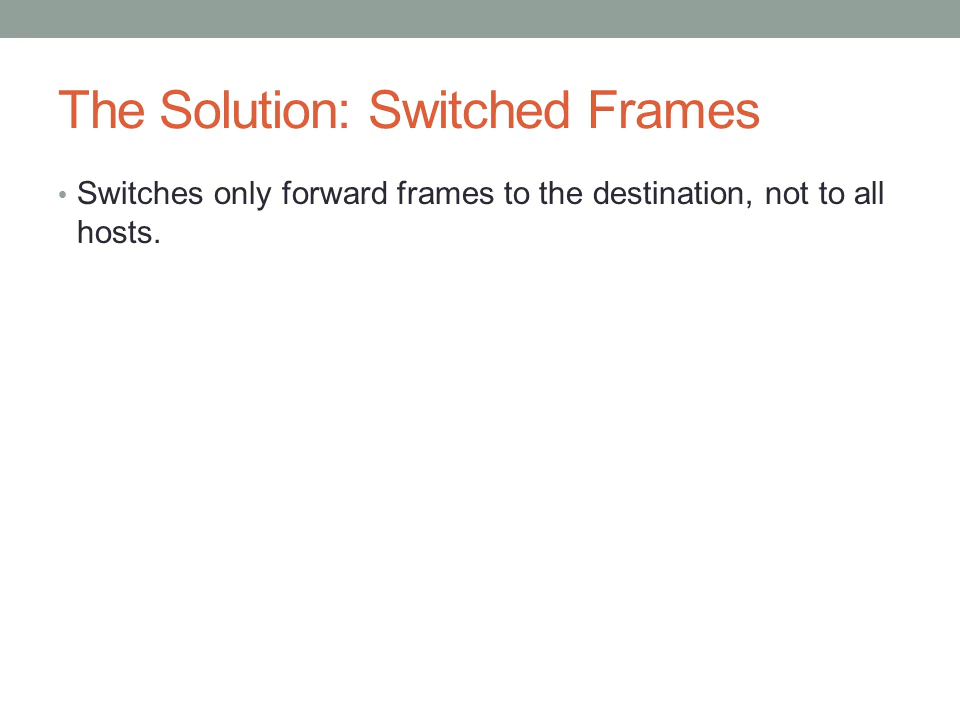 The Solution: Switched Frames
• Switches only forward frames to the destination, not to all
hosts.